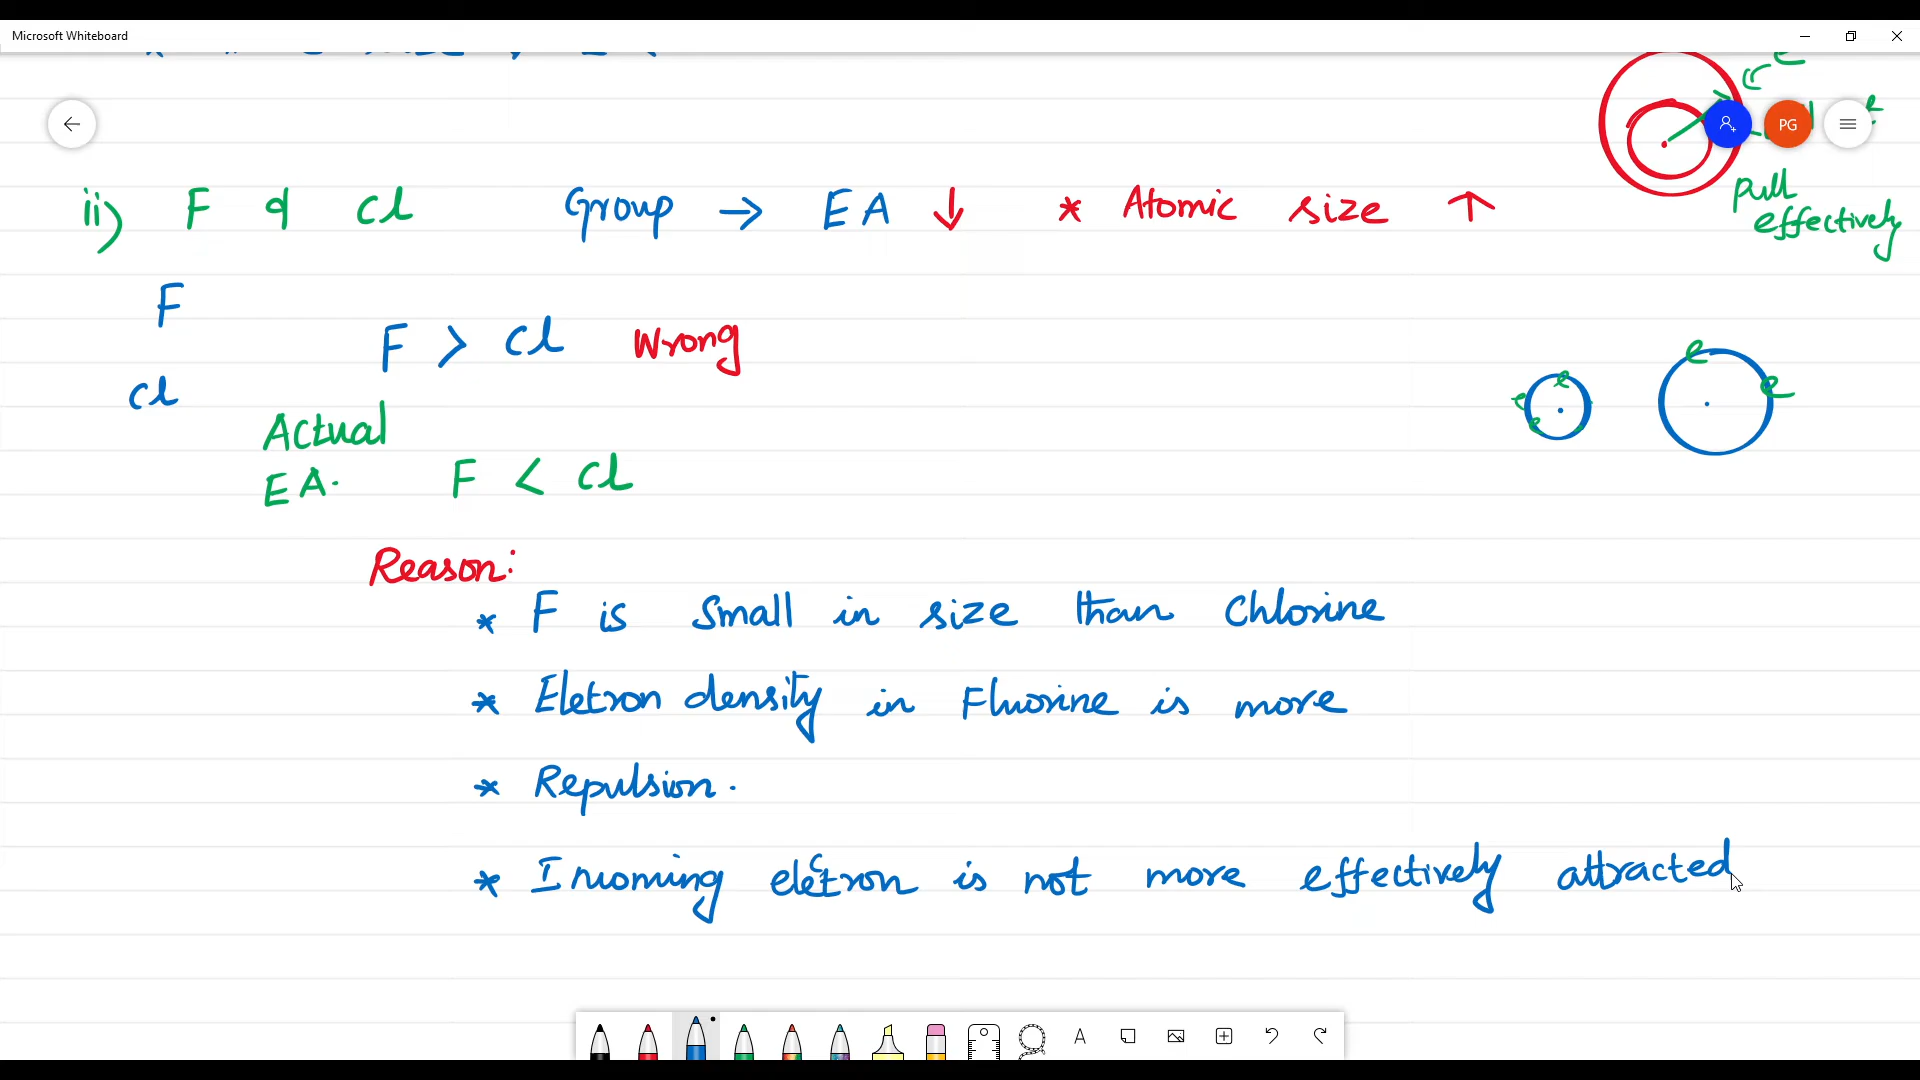 Microsoft Whiteboard
PG
e
pull
effectively
ii) F & Cl Group → EA ↓ * Atomic size ↑
F
F > Cl Wrong
Cl
e e e
e e
Actual
EA. F < Cl
Reason:
* F is small in size than Chlorine
* Eletron density in Fluorine is more
* Repulsion.
* Incoming electron is not more effectively attracted
A